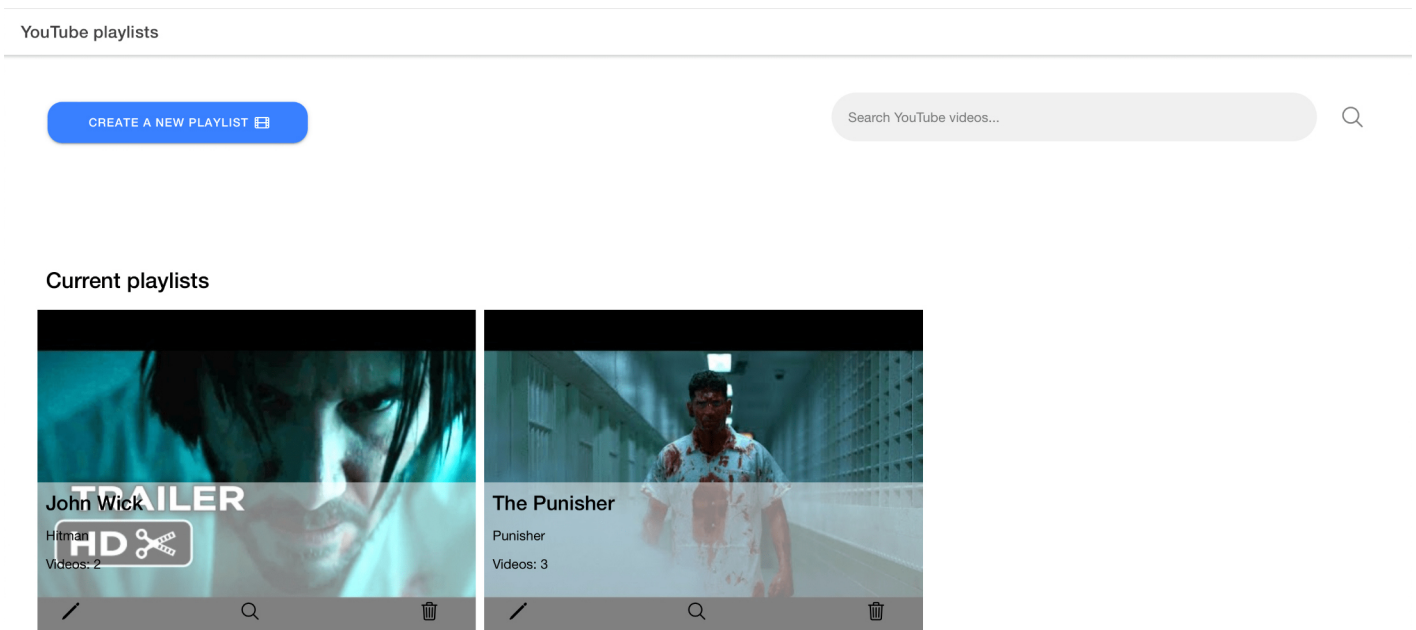 YouTube playlists
CREATE A NEW PLAYLIST
Search YouTube videos...
Current playlists
TRAILER
HD
John Wick
Hitman
Videos: 2
The Punisher
Punisher
Videos: 3